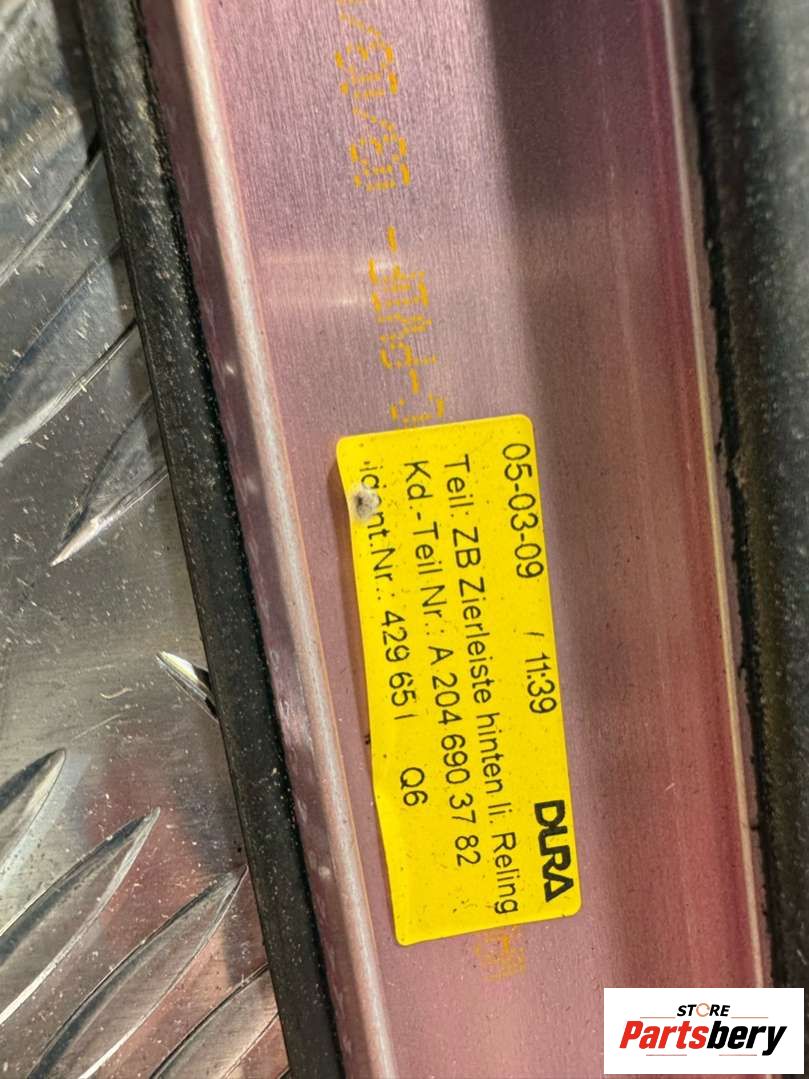 05-03-09 / 11:39 DURA
Teil: ZB Zierleiste hinten li. Reling
Kd.-Teil Nr.: A 204 690 37 82
Ident.Nr.: 429 65 l Q6
STORE
Partsbery